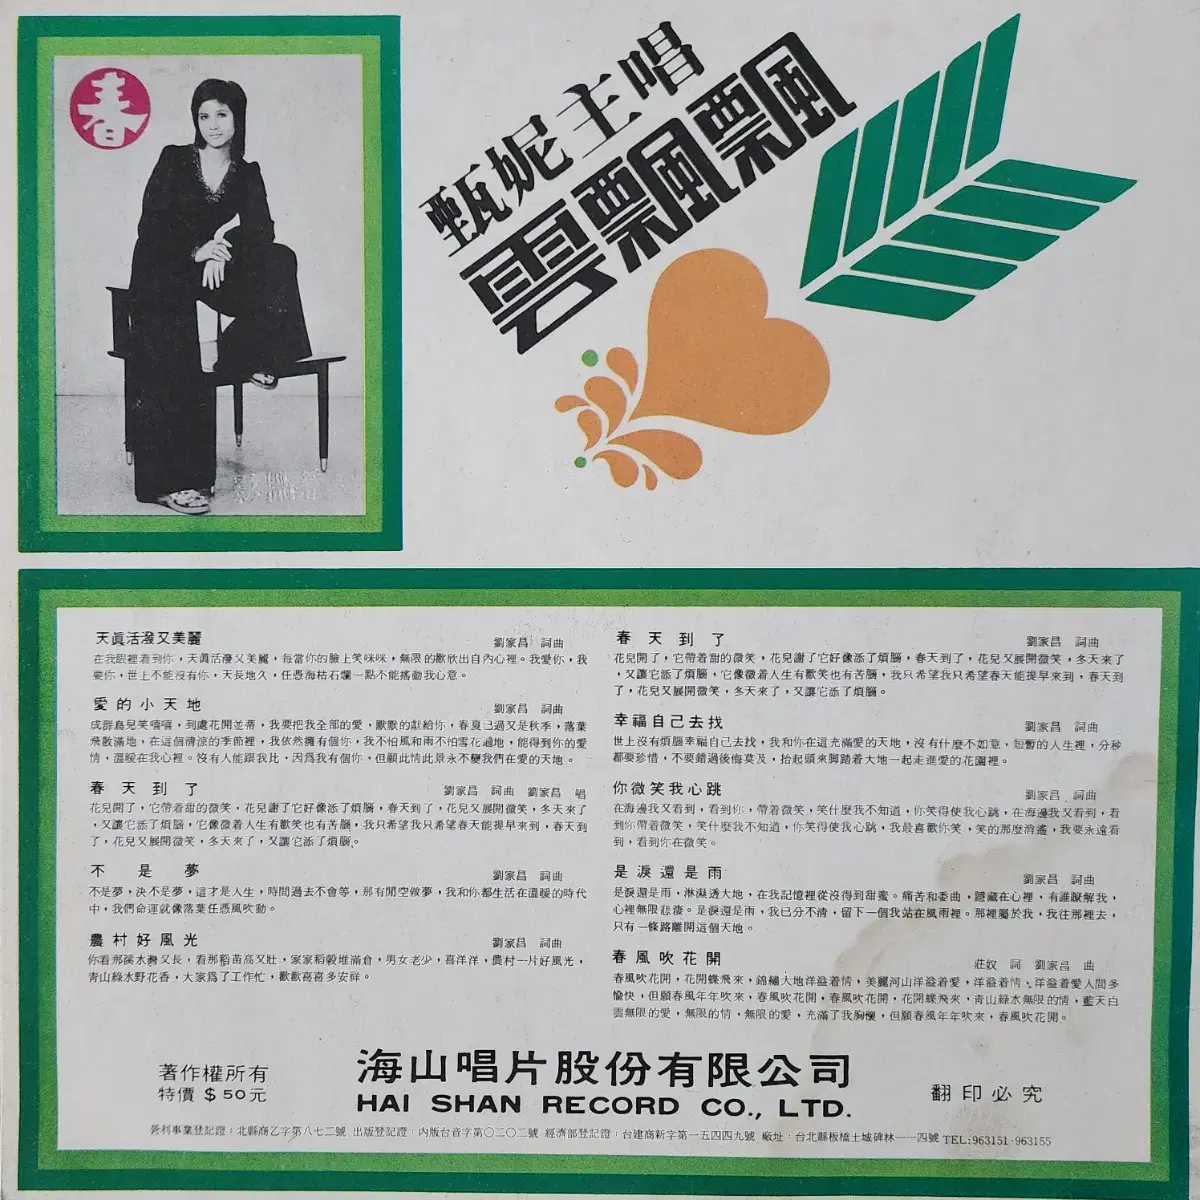 春
甄妮主唱
雲飄飄
天真活潑又美麗 劉家昌 詞曲
在我眼裡看到你，天真活潑又美麗，每當你的臉上笑咪咪，無限的歡欣出自內心裡。我愛你，我
要你，世上不能沒有你，天長地久，任憑海枯石爛一點不能搖動我心意。
愛的小天地 劉家昌 詞曲
成群鳥兒笑嘻嘻，到處花開並蒂，我要把我全部的愛，默默的獻給你，春夏已過又是秋季，落葉
飛散滿地，在這個清涼的季節裡，我依然擁有個你，我不怕風和雨不怕雪花遍地，能得到你的愛
情，溫暖在我心裡。沒有人能跟我比，因爲我有個你，但願此情此景永不變我們在愛的天地。
春天到了 劉家昌 詞曲 劉家昌 唱
花兒開了，它帶着甜的微笑，花兒謝了它好像添了煩腦，春天到了，花兒又展開微笑，冬天來了
，又讓它添了煩腦，它像微着人生有歡笑也有苦腦，我只希望我只希望春天能提早來到，春天到
了，花兒又展開微笑，冬天來了，又讓它添了煩腦。
不是夢 劉家昌 詞曲
不是夢，決不是夢，這才是人生，時間過去不會等，那有閒空做夢，我和你都生活在溫暖的時代
中，我們命運就像落葉任憑風吹動。
農村好風光 劉家昌 詞曲
你看那溪水灣又長，看那稻苗高又壯，家家稻穀堆滿倉，男女老少，喜洋洋，農村一片好風光，
青山綠水野花香，大家爲了工作忙，歡歡喜喜多安祥。
春天到了 劉家昌 詞曲
花兒開了，它帶着甜的微笑，花兒謝了它好像添了煩腦，春天到了，花兒又展開微笑，冬天來了
，又讓它添了煩腦，它像微着人生有歡笑也有苦腦，我只希望我只希望春天能提早來到，春天到
了，花兒又展開微笑，冬天來了，又讓它添了煩腦。
幸福自己去找 劉家昌 詞曲
世上沒有煩腦幸福自己去找，我和你在這充滿愛的天地，沒有什麼不如意，短暫的人生裡，分秒
都要珍惜，不要錯過後悔莫及，抬起頭來脚踏着大地一起走進愛的花園裡。
你微笑我心跳 劉家昌 詞曲
在海邊我又看到，看到你，帶着微笑，笑什麼我不知道，你笑得使我心跳，在海邊我又看到，看
到你帶着微笑，笑什麼我不知道，你笑得使我心跳，我最喜歡你笑，笑的那麼消遙，我要永遠看
到，看到你在微笑。
是淚還是雨 劉家昌 詞曲
是淚還是雨，淋濕透大地，在我記憶裡從沒得到甜蜜。痛苦和委曲，隱藏在心裡，有誰瞭解我，
心裡無限悲淒。是淚還是雨，我已分不清，留下一個我站在風雨裡。那裡屬於我，我往那裡去，
只有一條路離開這個天地。
春風吹花開 莊奴 詞 劉家昌 曲
春風吹花開，花開蝶飛來，錦繡大地洋溢着情，美麗河山洋溢着愛，洋溢着情，洋溢着愛人間多
愉快，但願春風年年吹來，春風吹花開，春風吹花開，花開蝶飛來，青山綠水無限的情，藍天白
雲無限的愛，無限的情，無限的愛，充滿了我胸懷，但願春風年年吹來，春風吹花開。
著作權所有
特價 $50元
海山唱片股份有限公司
HAI SHAN RECORD CO., LTD.
翻印必究
營利事業登記證：北縣商乙字第八七二號 出版登記證：內版台音字第〇二〇二號 經濟部登記證：台建商新字第一五四四九號 廠址：台北縣板橋土城碑林一一四號 TEL:963151·963155